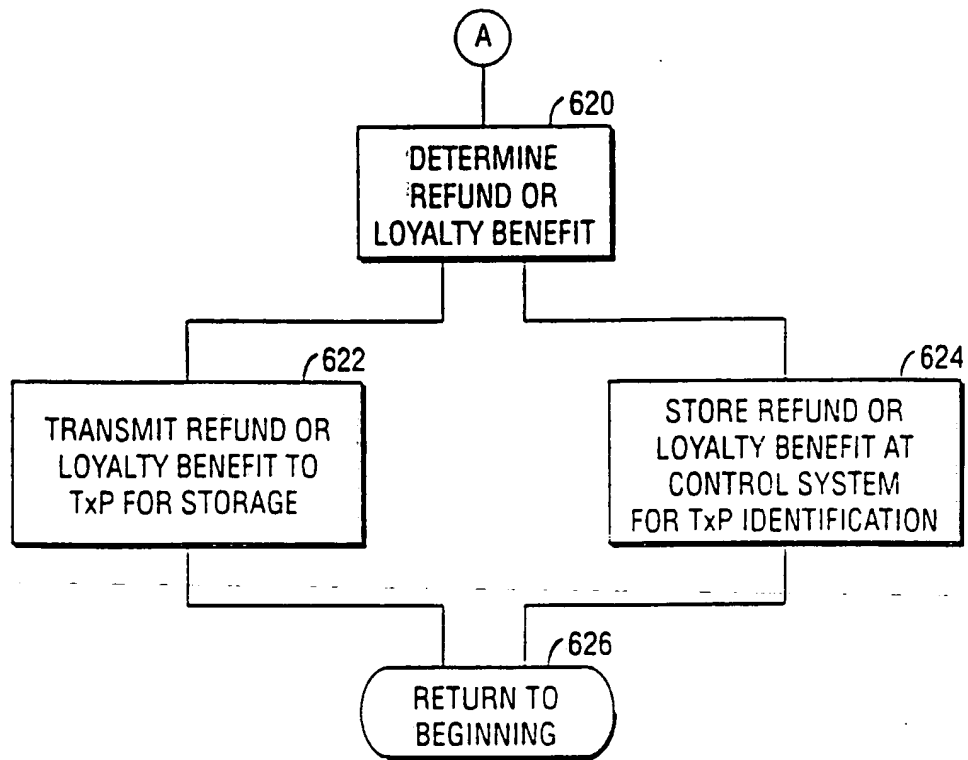 A
620
DETERMINE
REFUND OR
LOYALTY BENEFIT
622
TRANSMIT REFUND OR
LOYALTY BENEFIT TO
TxP FOR STORAGE
624
STORE REFUND OR
LOYALTY BENEFIT AT
CONTROL SYSTEM
FOR TxP IDENTIFICATION
626
RETURN TO
BEGINNING